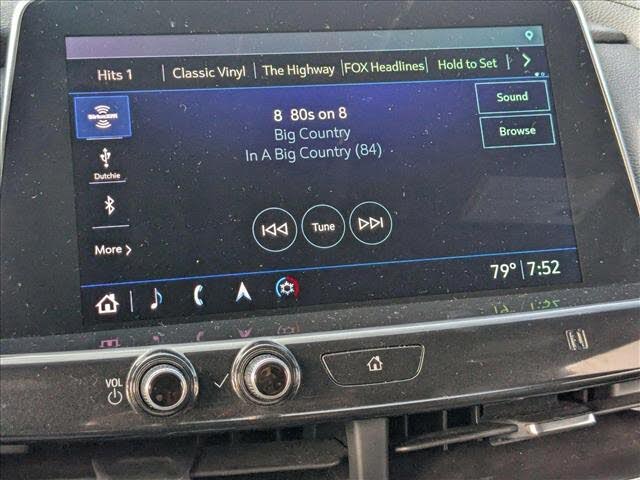 Hits 1 | Classic Vinyl | The Highway | FOX Headlines | Hold to Set
SiriusXM
8 80s on 8
Big Country
In A Big Country (84)
Sound
Browse
Dutchie
Tune
More
79° 7:52
VOL